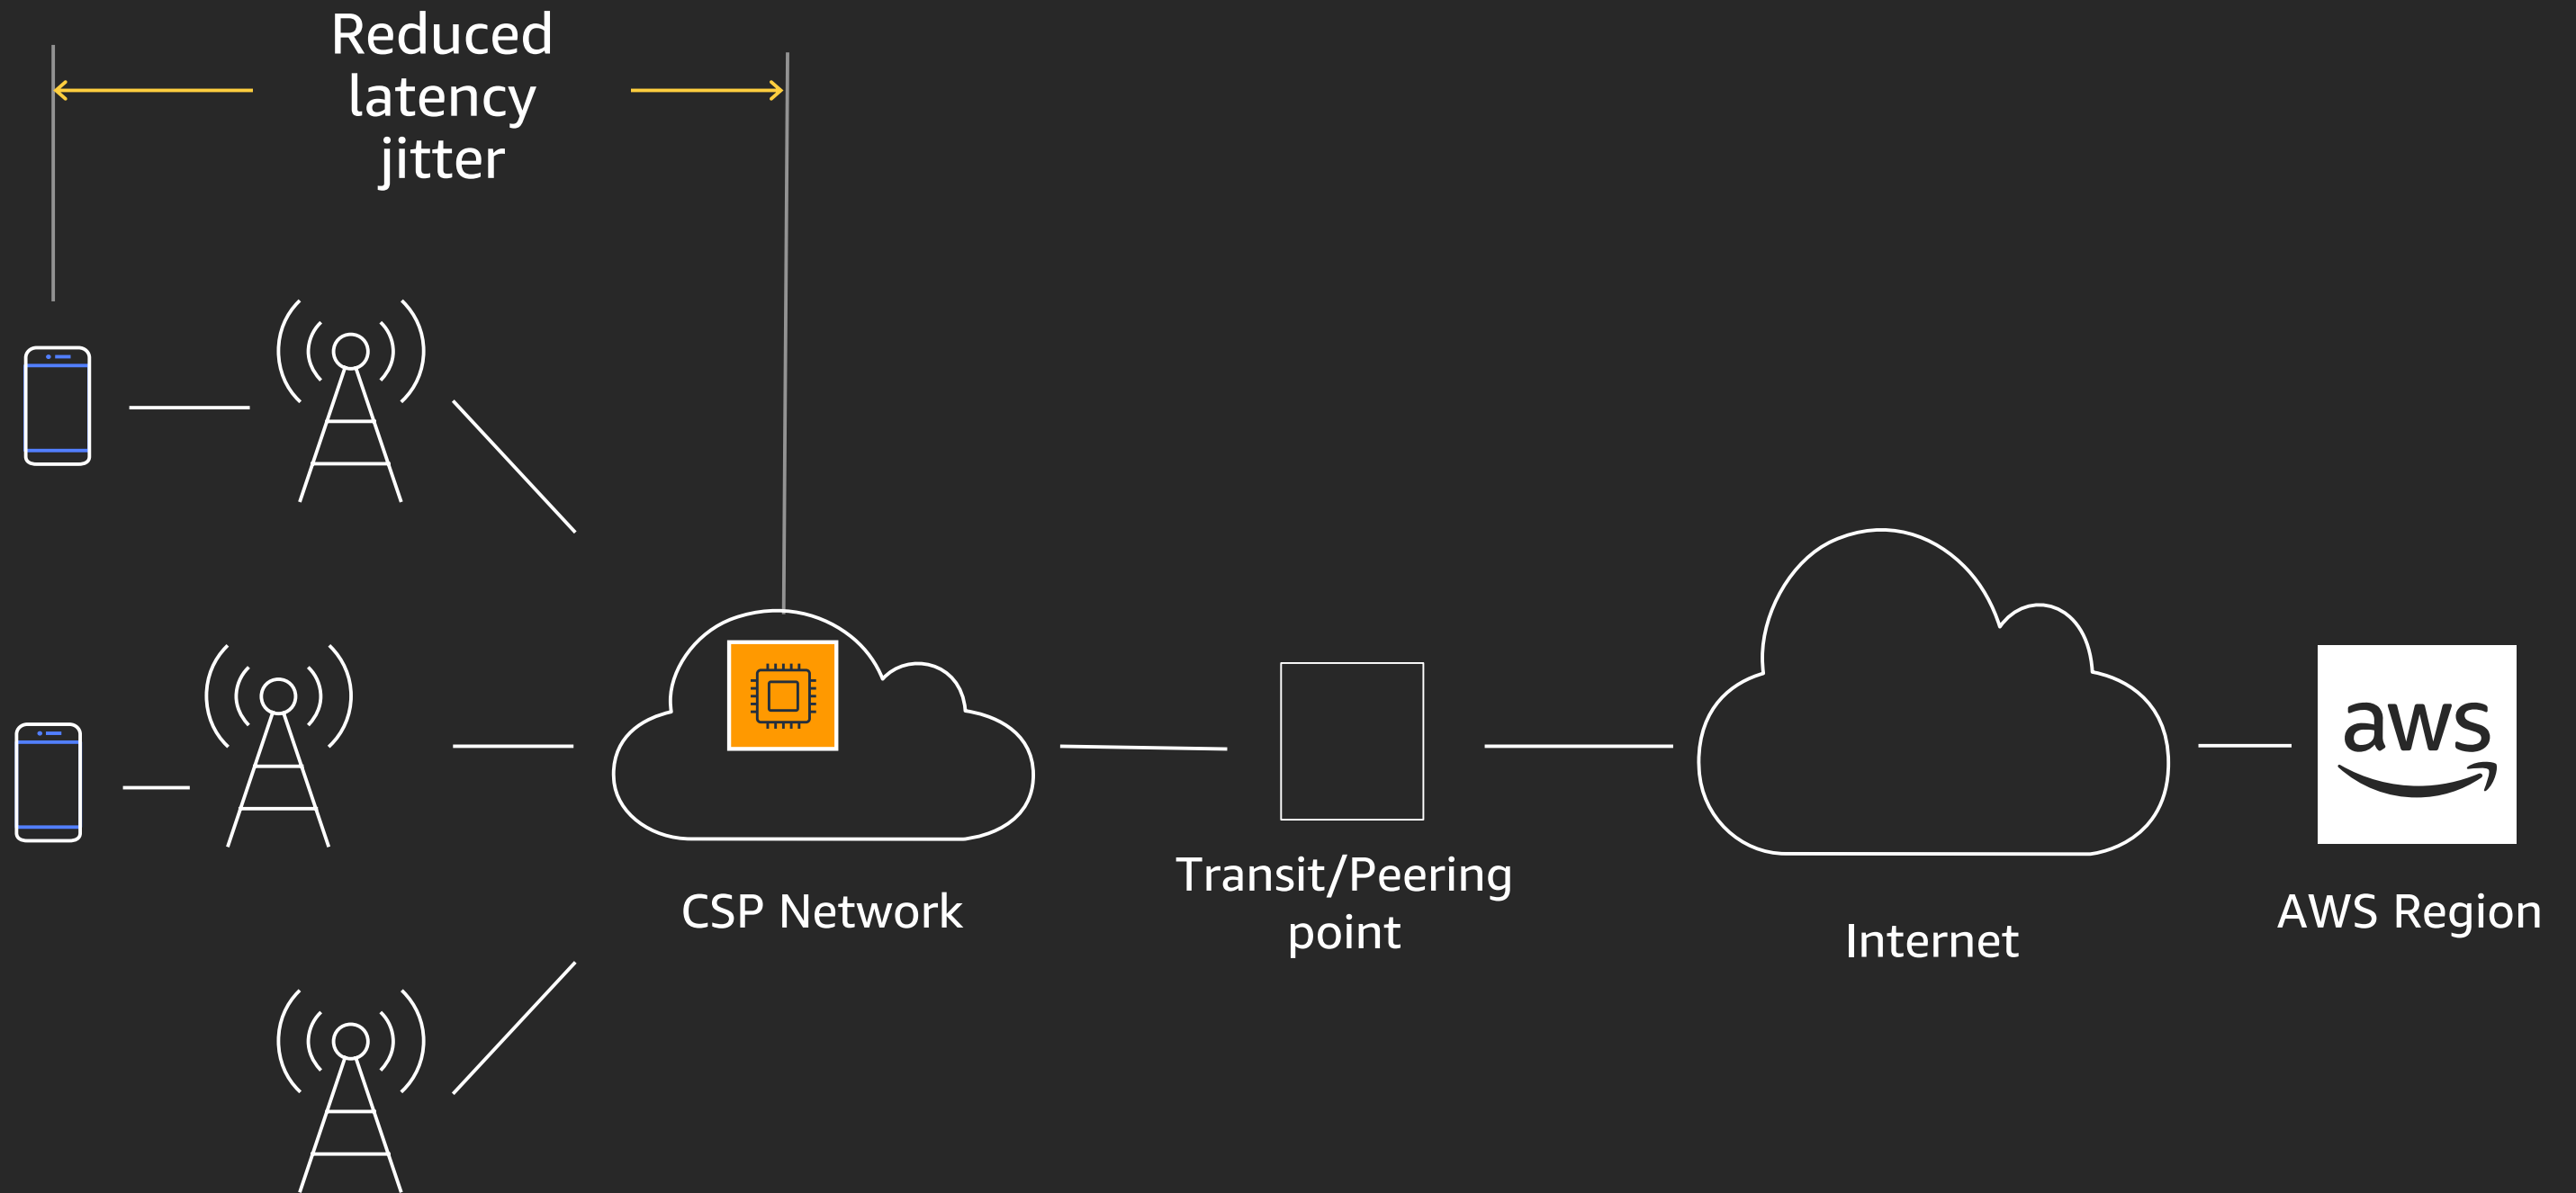 Reduced
latency
jitter
aws
CSP Network
Transit/Peering
point
Internet
AWS Region